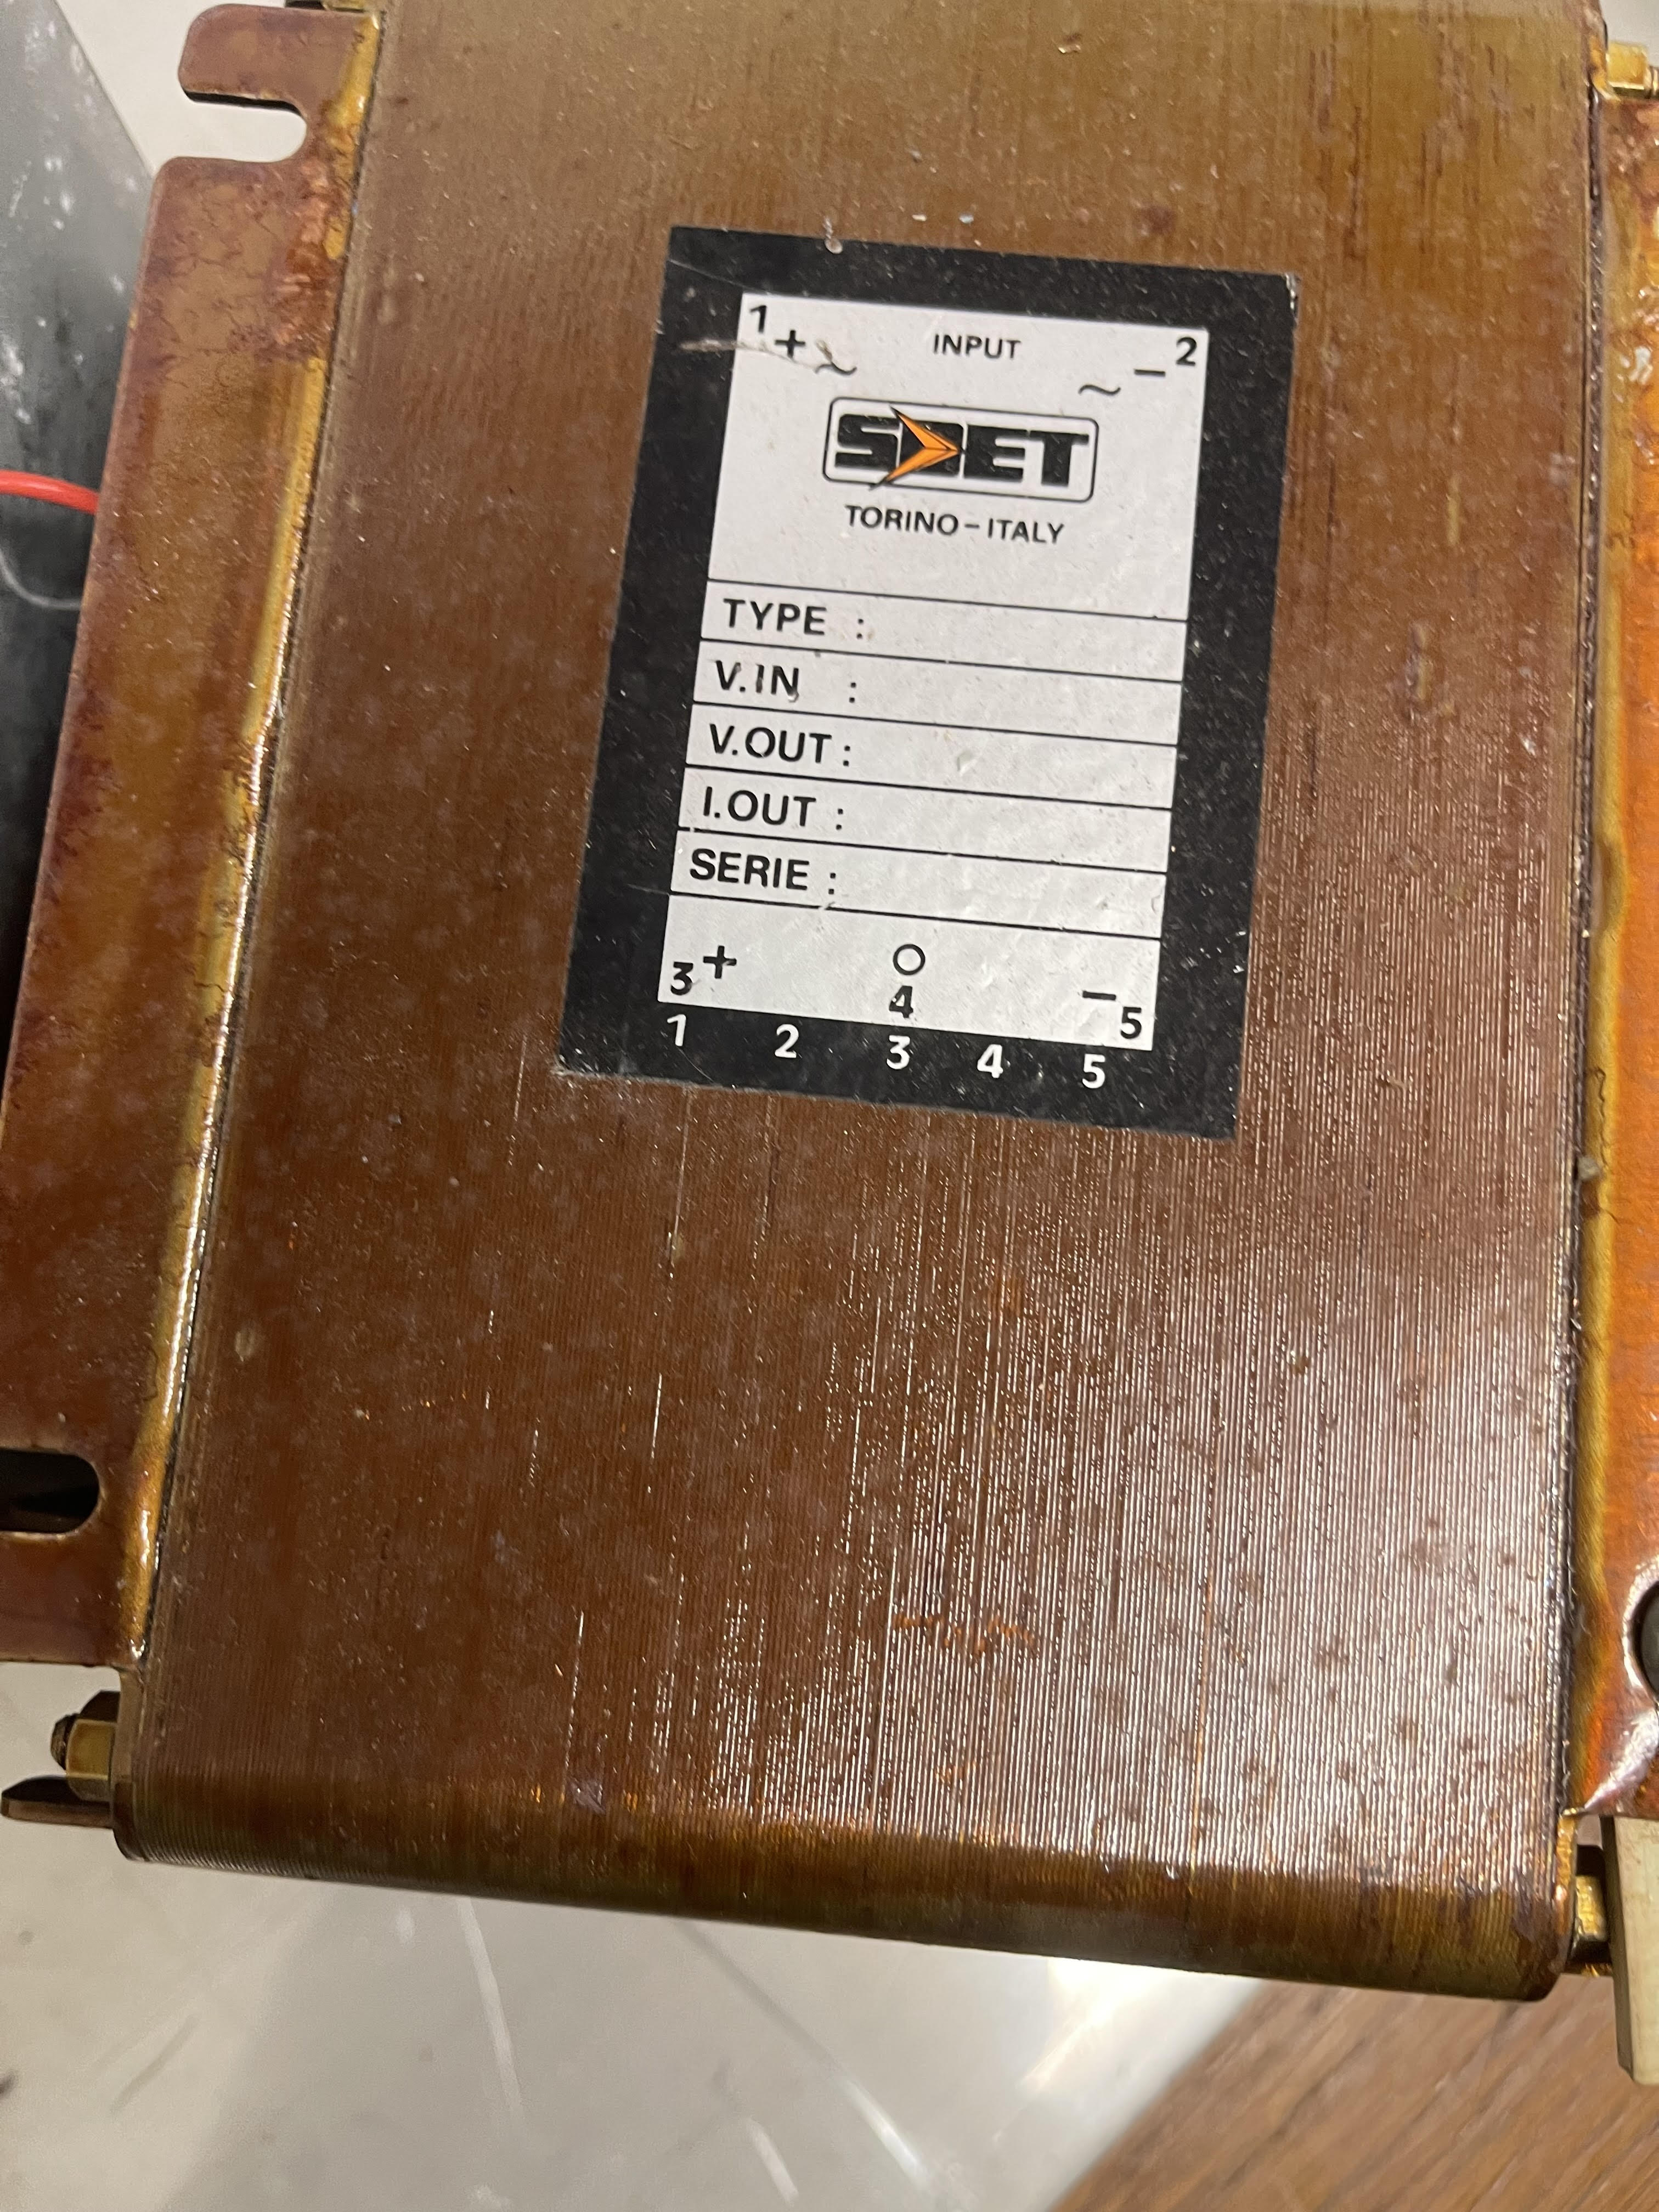 1 + ~ INPUT ~ - 2
SBET
TORINO - ITALY
TYPE :
V.IN :
V.OUT :
I.OUT :
SERIE :
3 + O - 5
4
1 2 3 4 5